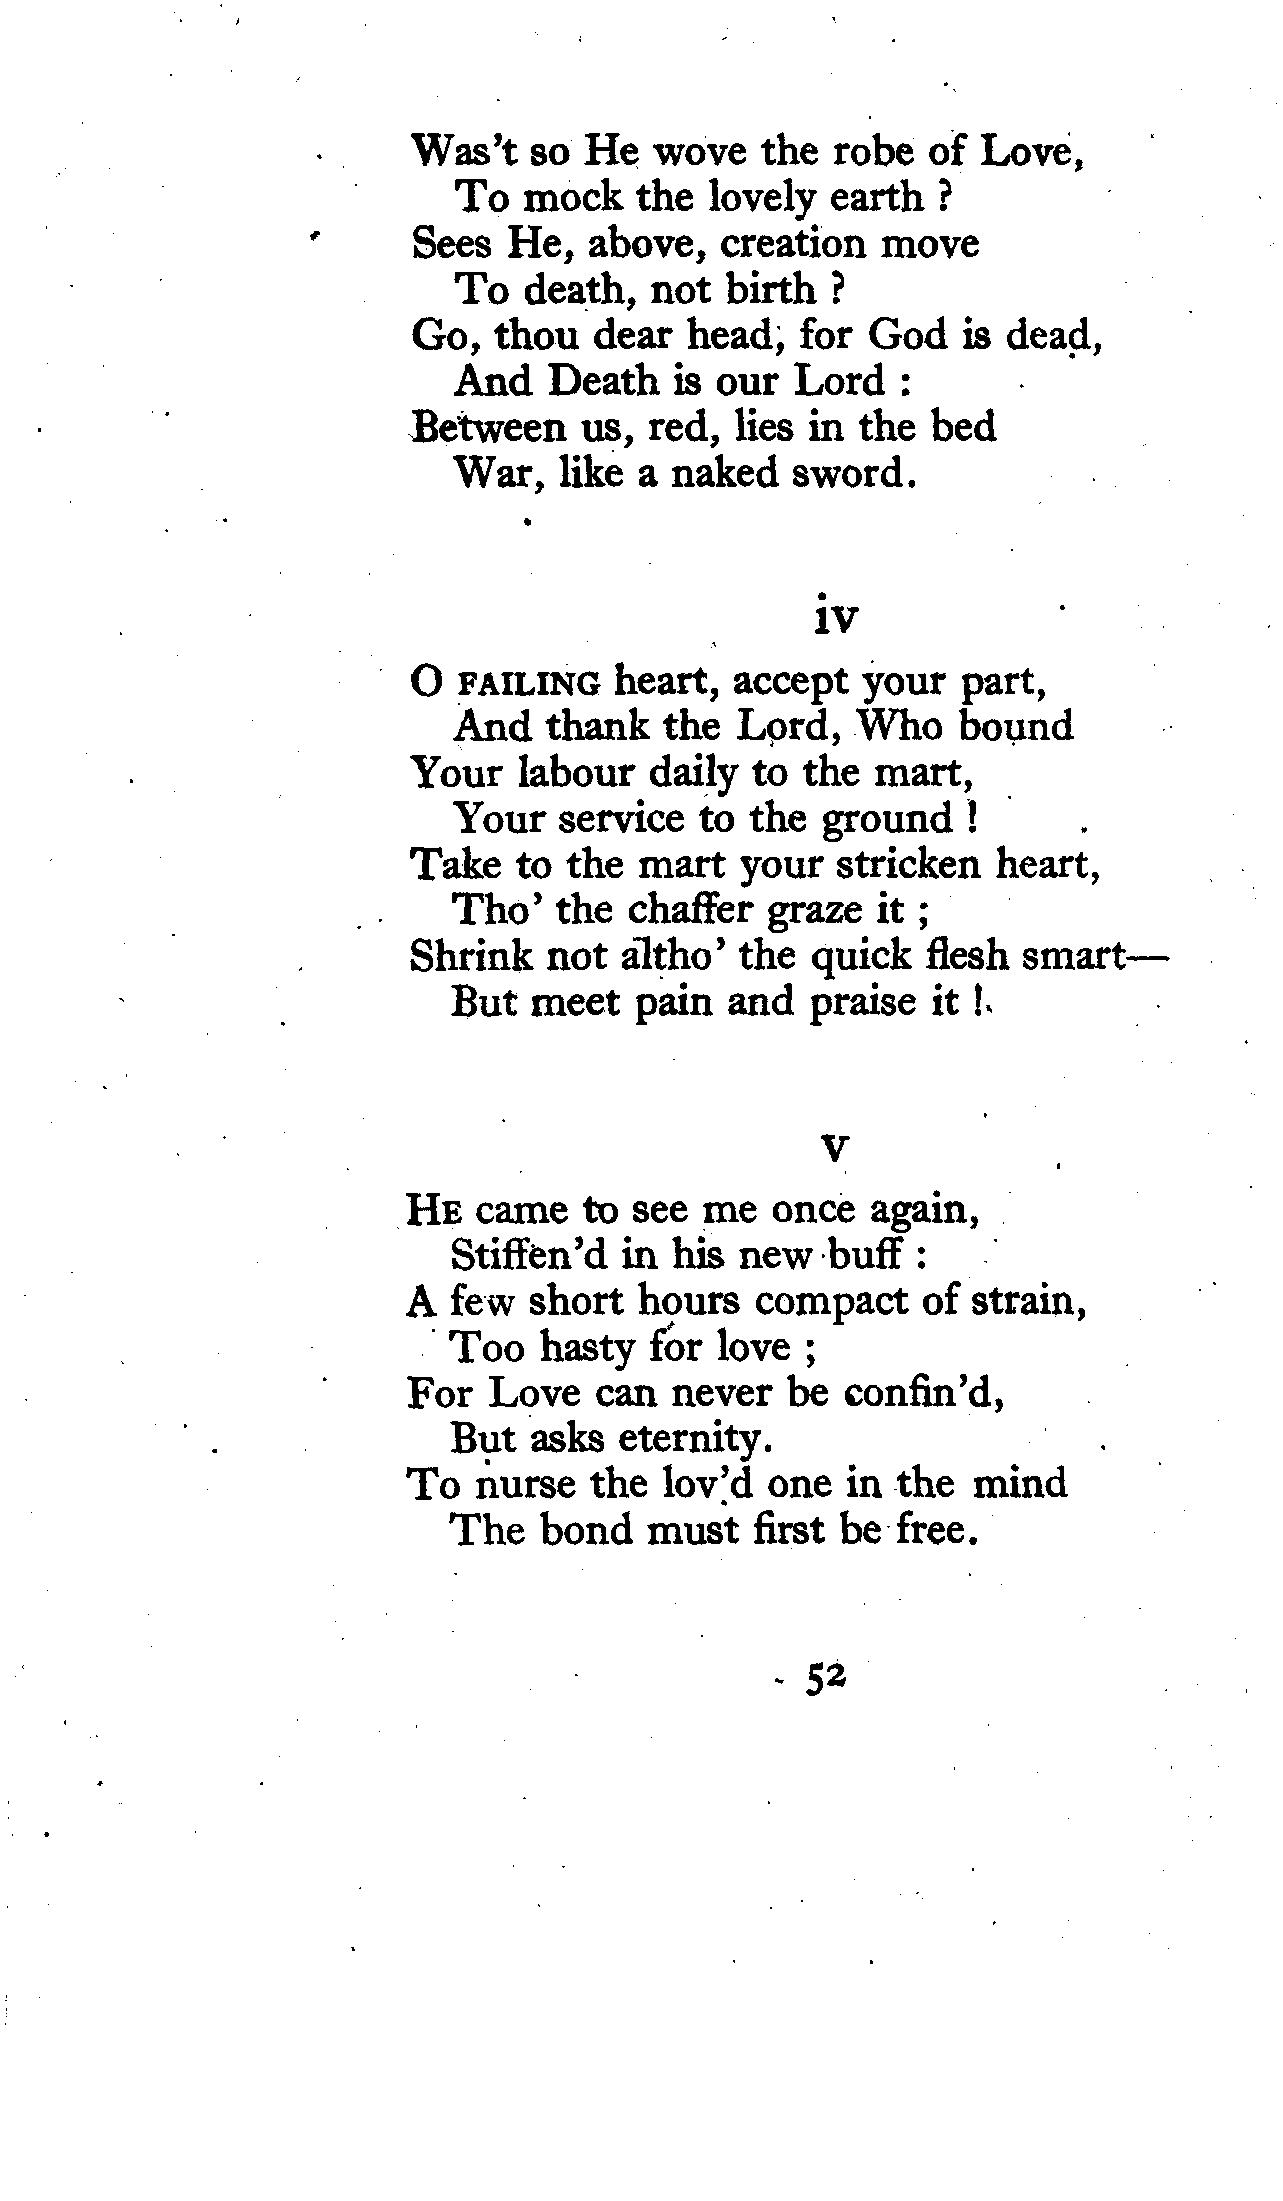 Was't so He wove the robe of Love,
To mock the lovely earth ?
Sees He, above, creation move
To death, not birth ?
Go, thou dear head, for God is dead,
And Death is our Lord :
Between us, red, lies in the bed
War, like a naked sword.
iv
O FAILING heart, accept your part,
And thank the Lord, Who bound
Your labour daily to the mart,
Your service to the ground !
Take to the mart your stricken heart,
Tho' the chaffer graze it ;
Shrink not altho' the quick flesh smart—
But meet pain and praise it !
v
HE came to see me once again,
Stiffen'd in his new buff :
A few short hours compact of strain,
Too hasty for love ;
For Love can never be confin'd,
But asks eternity.
To nurse the lov'd one in the mind
The bond must first be free.
52